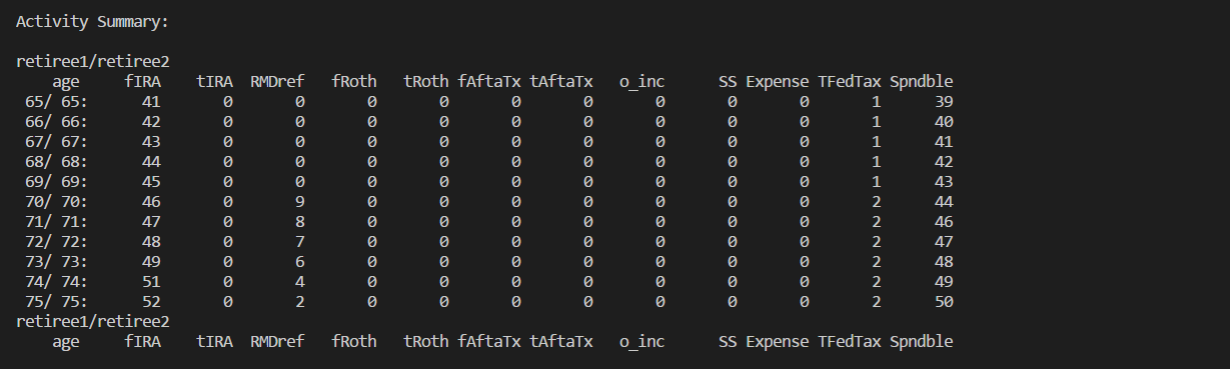 Activity Summary:
retiree1/retiree2
age fIRA tIRA RMDref fRoth tRoth fAftaTx tAftaTx o_inc SS Expense TFedTax Spndble
65/ 65: 41 0 0 0 0 0 0 0 0 0 1 39
66/ 66: 42 0 0 0 0 0 0 0 0 0 1 40
67/ 67: 43 0 0 0 0 0 0 0 0 0 1 41
68/ 68: 44 0 0 0 0 0 0 0 0 0 1 42
69/ 69: 45 0 0 0 0 0 0 0 0 0 1 43
70/ 70: 46 0 9 0 0 0 0 0 0 0 2 44
71/ 71: 47 0 8 0 0 0 0 0 0 0 2 46
72/ 72: 48 0 7 0 0 0 0 0 0 0 2 47
73/ 73: 49 0 6 0 0 0 0 0 0 0 2 48
74/ 74: 51 0 4 0 0 0 0 0 0 0 2 49
75/ 75: 52 0 2 0 0 0 0 0 0 0 2 50
retiree1/retiree2
age fIRA tIRA RMDref fRoth tRoth fAftaTx tAftaTx o_inc SS Expense TFedTax Spndble